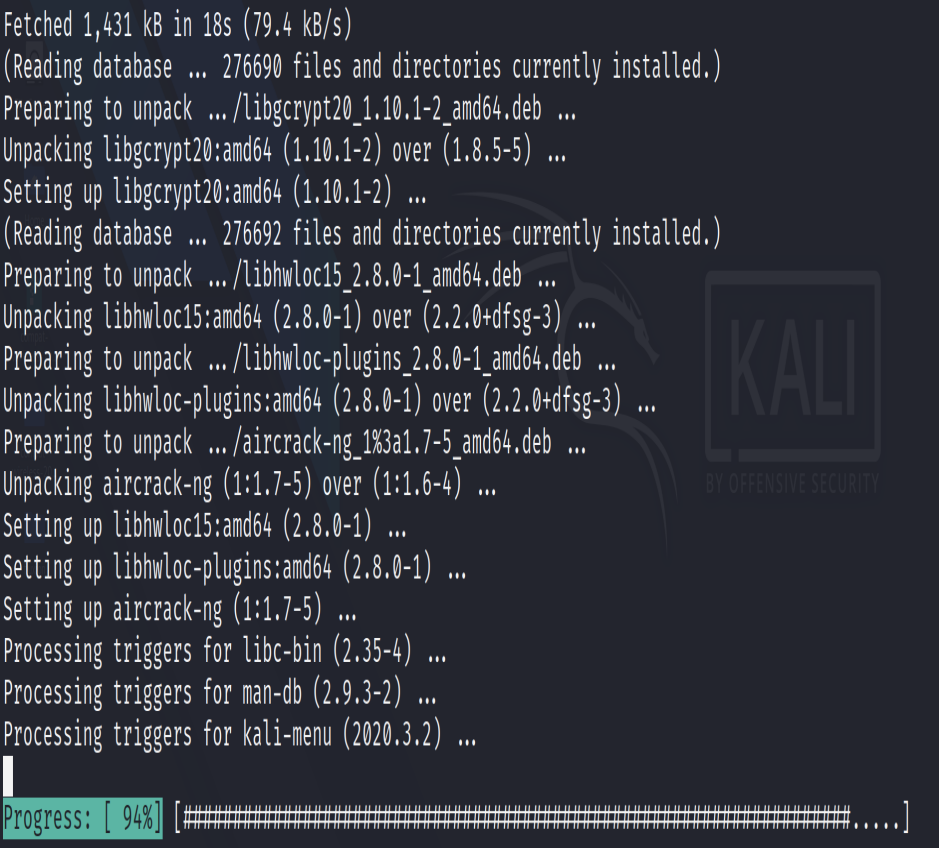 Fetched 1,431 kB in 18s (79.4 kB/s)
(Reading database ... 276690 files and directories currently installed.)
Preparing to unpack .../libgcrypt20_1.10.1-2_amd64.deb ...
Unpacking libgcrypt20:amd64 (1.10.1-2) over (1.8.5-5) ...
Setting up libgcrypt20:amd64 (1.10.1-2) ...
(Reading database ... 276692 files and directories currently installed.)
Preparing to unpack .../libhwloc15_2.8.0-1_amd64.deb ...
Unpacking libhwloc15:amd64 (2.8.0-1) over (2.2.0+dfsg-3) ...
Preparing to unpack .../libhwloc-plugins_2.8.0-1_amd64.deb ...
Unpacking libhwloc-plugins:amd64 (2.8.0-1) over (2.2.0+dfsg-3) ...
Preparing to unpack .../aircrack-ng_1%3a1.7-5_amd64.deb ...
Unpacking aircrack-ng (1:1.7-5) over (1:1.6-4) ...
Setting up libhwloc15:amd64 (2.8.0-1) ...
Setting up libhwloc-plugins:amd64 (2.8.0-1) ...
Setting up aircrack-ng (1:1.7-5) ...
Processing triggers for libc-bin (2.35-4) ...
Processing triggers for man-db (2.9.3-2) ...
Processing triggers for kali-menu (2020.3.2) ...
Progress: [ 94%] [###################################################################.....]
KALI
BY OFFENSIVE SECURITY